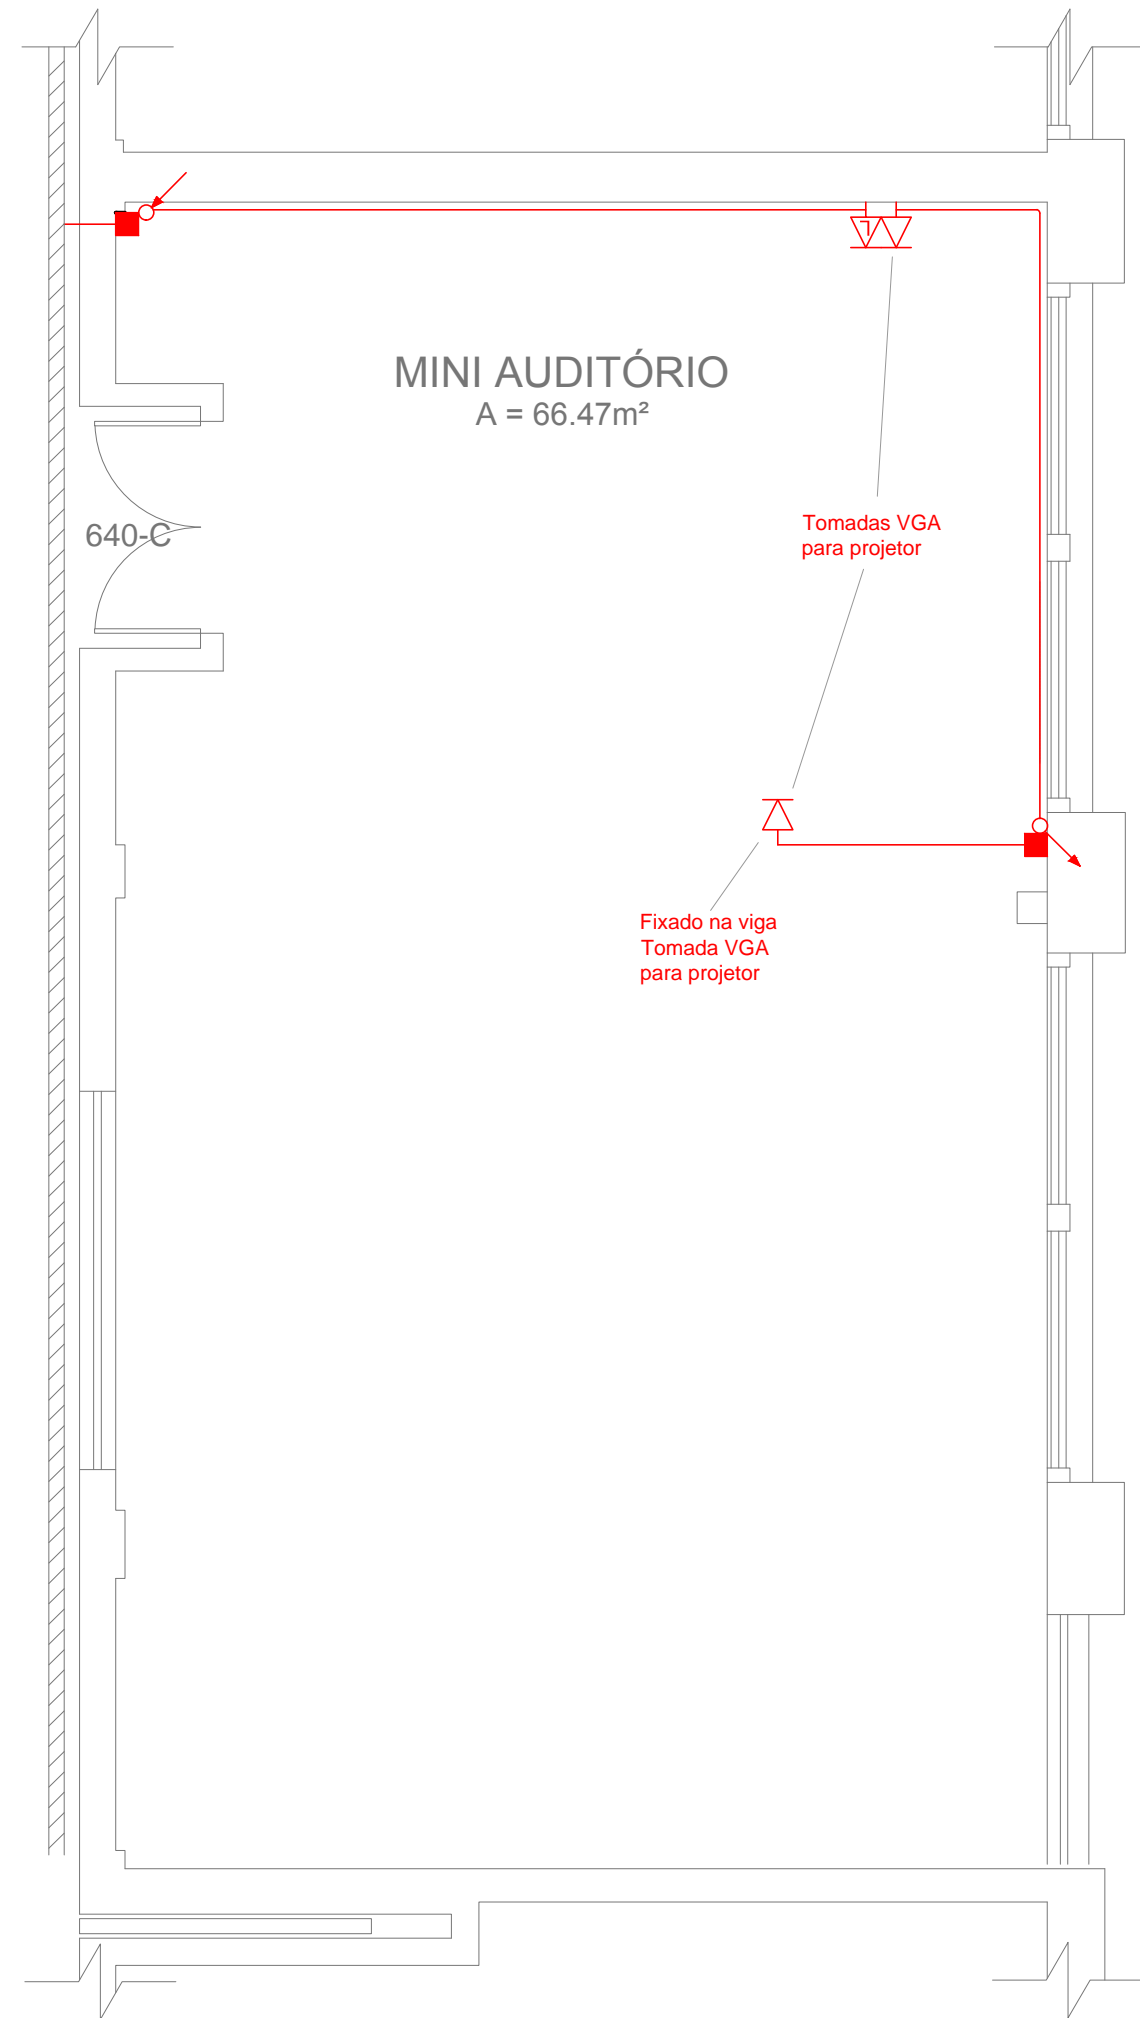 MINI AUDITÓRIO
A = 66.47m²
640-C
Tomadas VGA
para projetor
Fixado na viga
Tomada VGA
para projetor